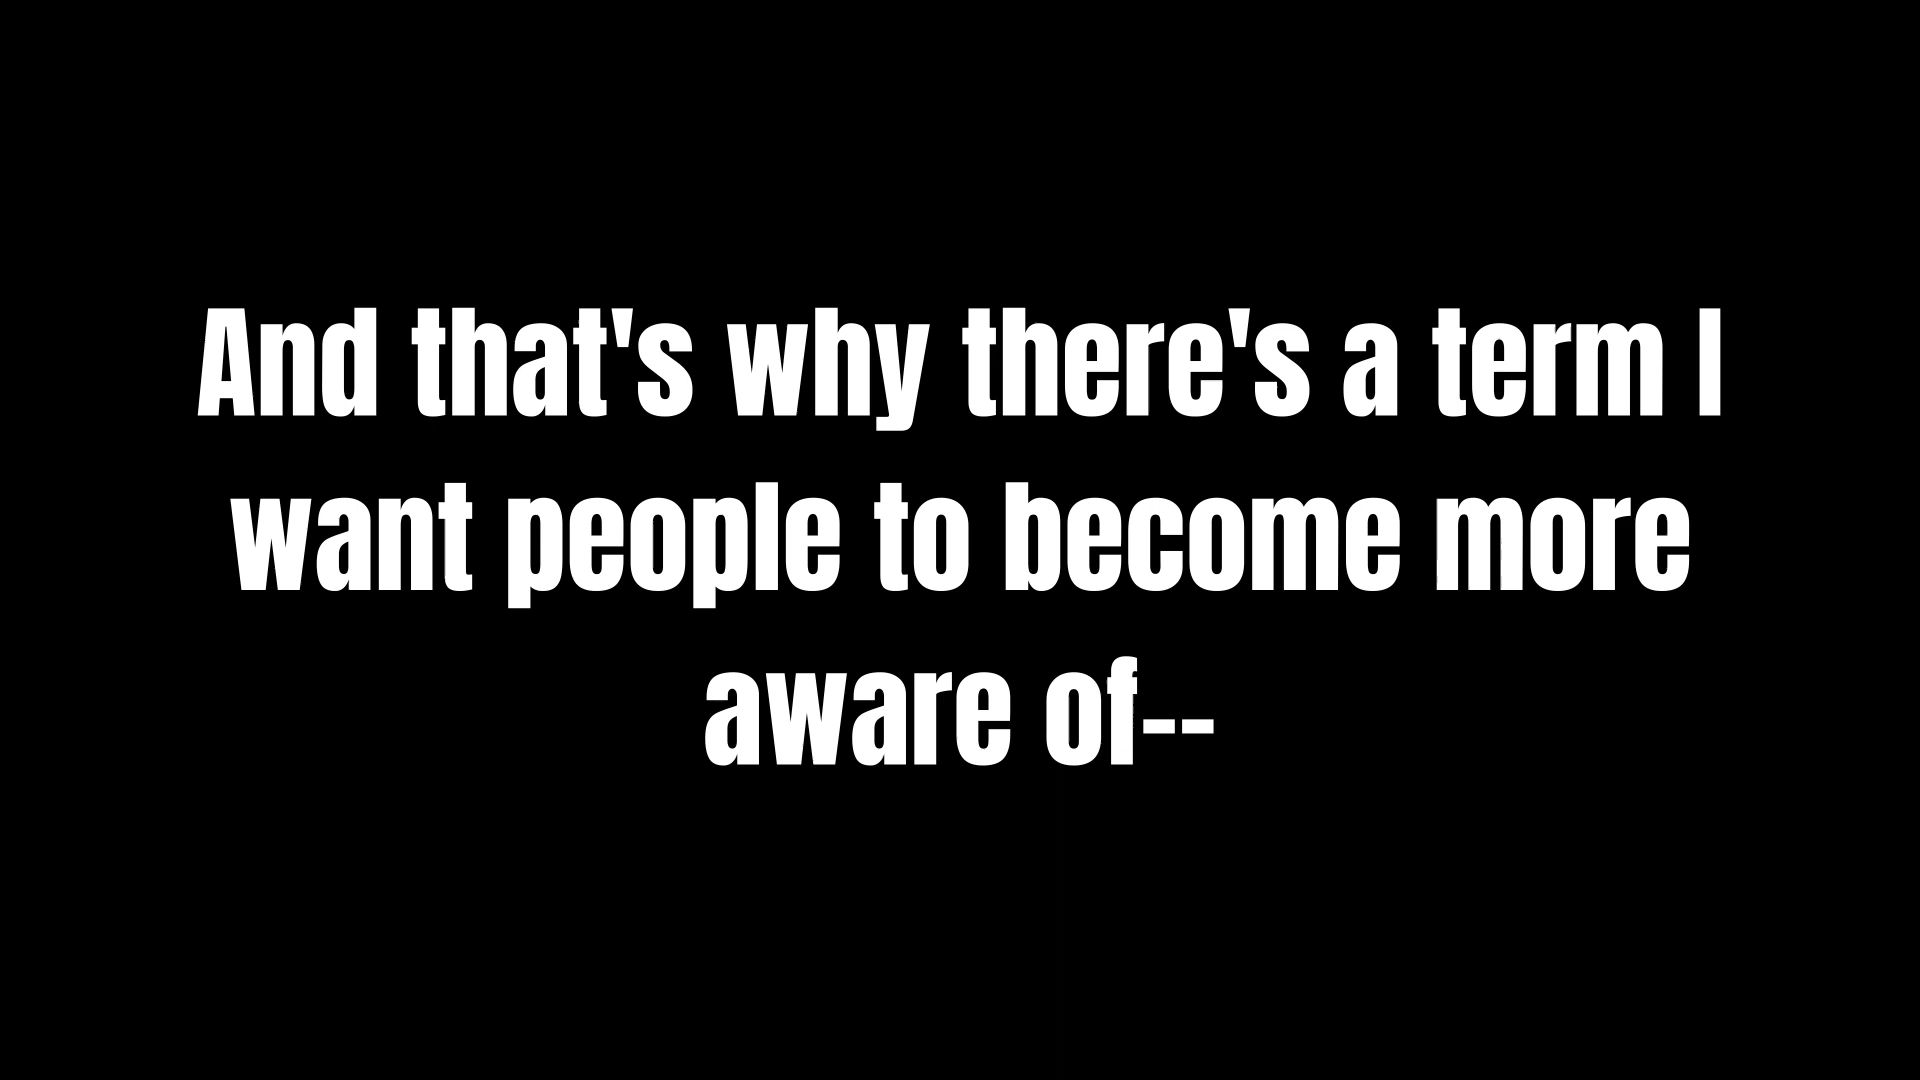 And that's why there's a term I
want people to become more
aware of--